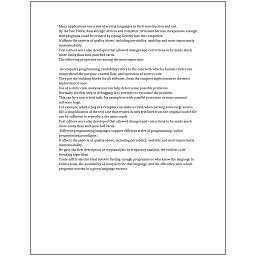 Many applications use a mix of several languages in their construction and use.
By the late 1960s, data storage devices and computer terminals became inexpensive enough
that programs could be created by typing directly into the computers.
It affects the aspects of quality above, including portability, usability and most importantly
maintainability.
Text editors were also developed that allowed changes and corrections to be made much
more easily than with punched cards.
The following properties are among the most important:
In computer programming, readability refers to the ease with which a human reader can
comprehend the purpose, control flow, and operation of source code.
They are the building blocks for all software, from the simplest applications to the most
sophisticated ones.
Use of a static code analysis tool can help detect some possible problems.
Normally the first step in debugging is to attempt to reproduce the problem.
This can be a non-trivial task, for example as with parallel processes or some unusual
software bugs.
For example, when a bug in a compiler can make it crash when parsing some large source
file, a simplification of the test case that results in only few lines from the original source file
can be sufficient to reproduce the same crash.
Text editors were also developed that allowed changes and corrections to be made much
more easily than with punched cards.
Different programming languages support different styles of programming (called
programming paradigms).
It affects the aspects of quality above, including portability, usability and most importantly
maintainability.
He gave the first description of cryptanalysis by frequency analysis, the earliest code-
breaking algorithm.
Trade-offs from this ideal involve finding enough programmers who know the language to
build a team, the availability of compilers for that language, and the efficiency with which
programs written in a given language execute.